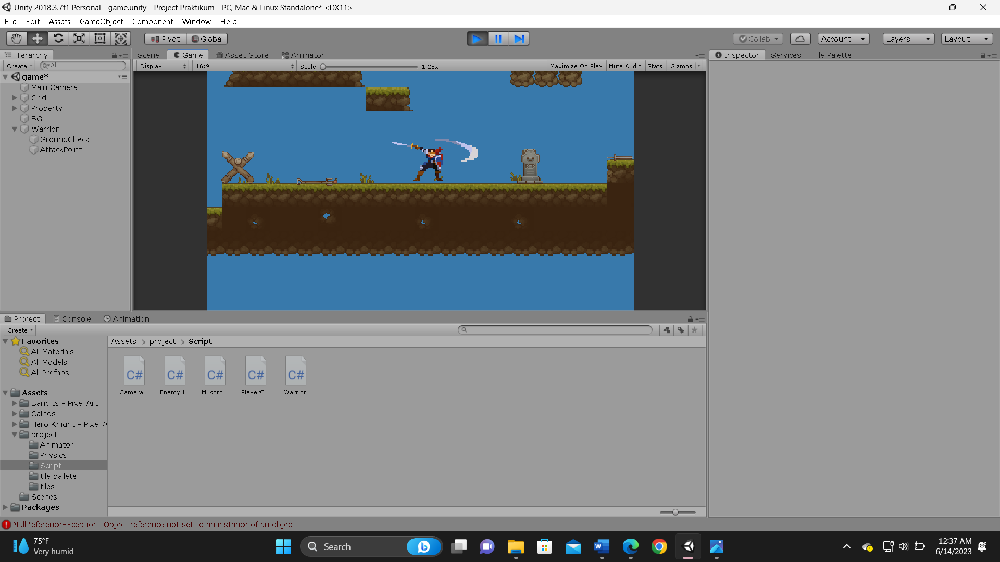 Unity 2018.3.7f1 Personal - game.unity - Project Praktikum - PC, Mac & Linux Standalone* <DX11>
File Edit Assets GameObject Component Window Help
Pivot Global Collab Account Layers Layout
Hierarchy Scene Game Asset Store Animator Inspector Services Tile Palette
Create All Display 1 16:9 Scale 1.25x Maximize On Play Mute Audio Stats Gizmos
game*
Main Camera
Grid
Property
BG
Warrior
GroundCheck
AttackPoint
RIP
Project Console Animation
Create
Favorites
All Materials
All Models
All Prefabs
Assets
Bandits - Pixel Art
Cainos
Hero Knight - Pixel A
project
Animator
Physics
Script
tile pallete
tiles
Scenes
Packages
Assets project Script
C# C# C# C# C#
Camera... EnemyH... Mushro... PlayerC... Warrior
NullReferenceException: Object reference not set to an instance of an object
75°F
Very humid
Search
12:37 AM
6/14/2023